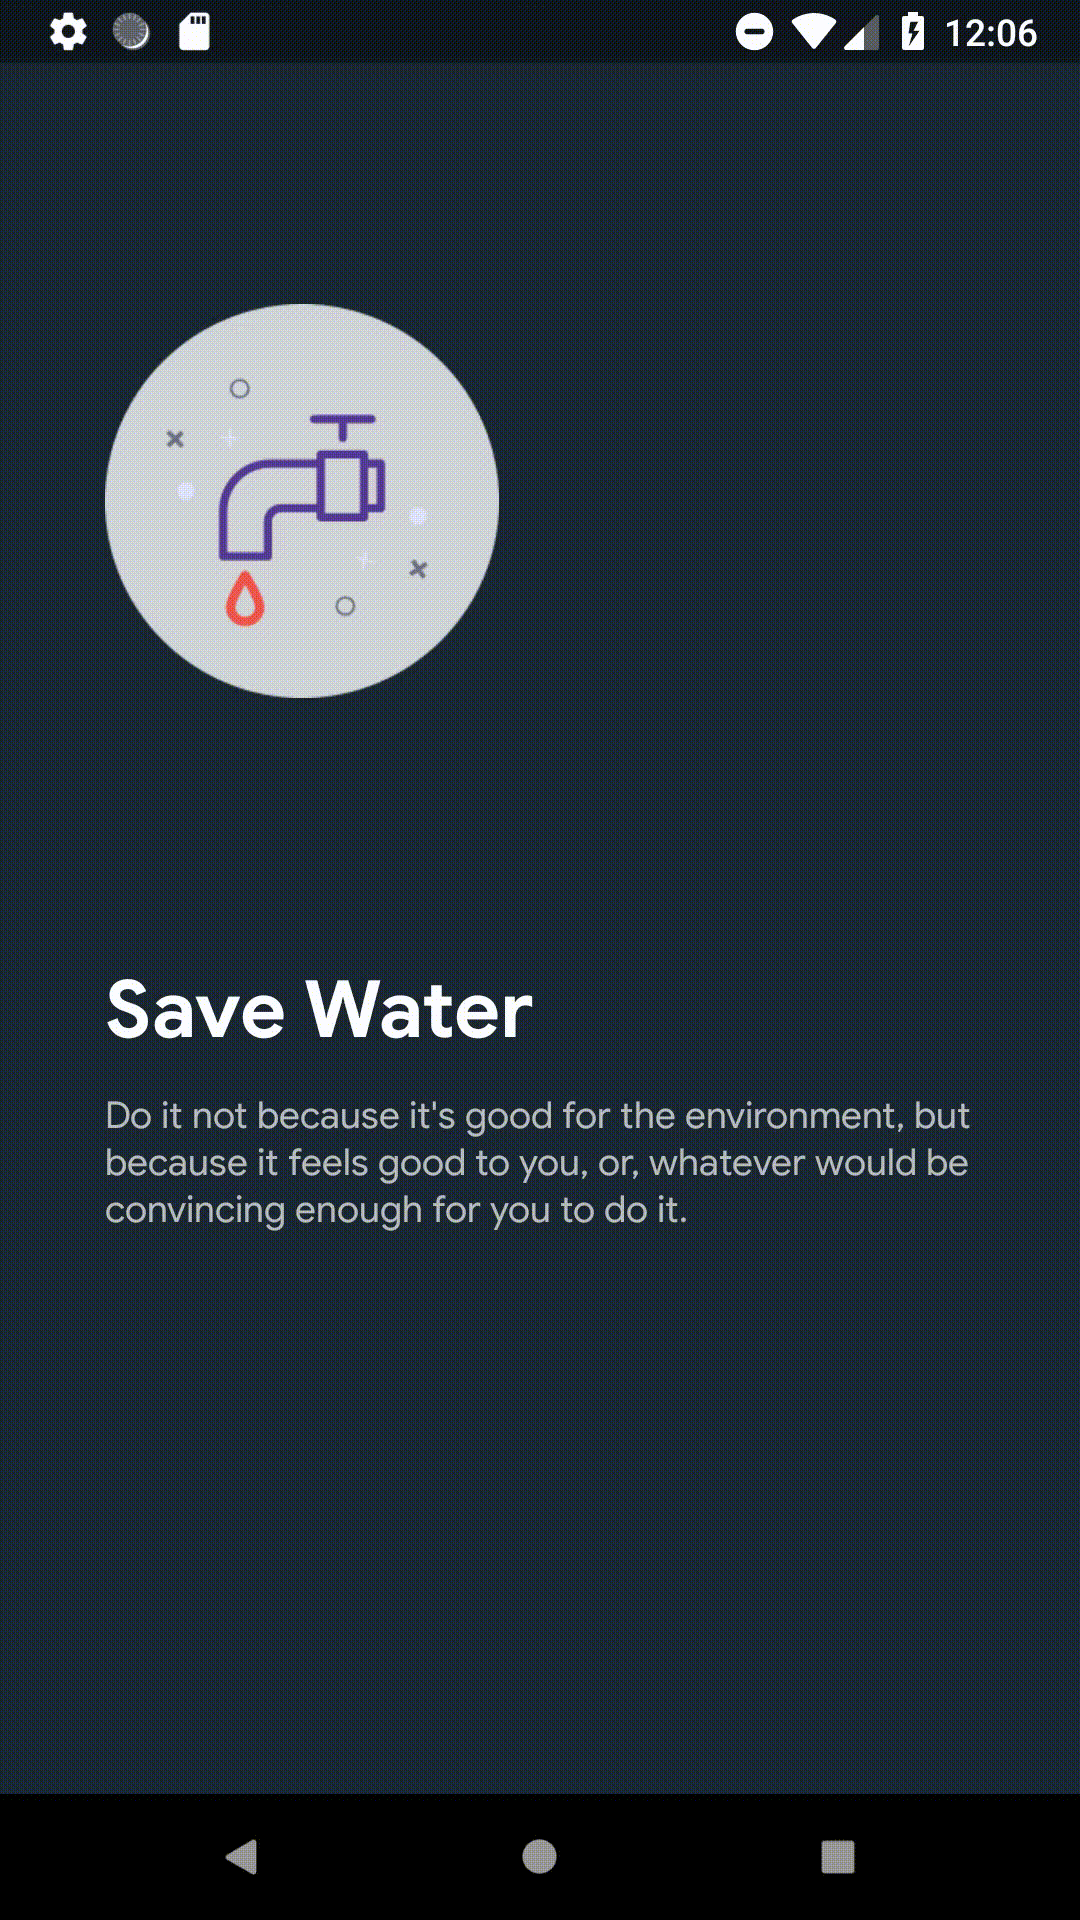 12:06
Save Water
Do it not because it's good for the environment, but
because it feels good to you, or, whatever would be
convincing enough for you to do it.